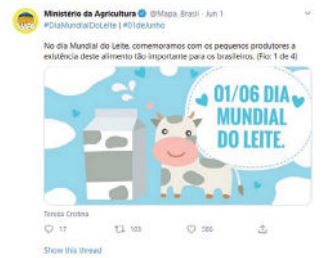 Ministério da Agricultura @Mapa_Brasil · Jun 1
#DiaMundialDoLeite | #01deJunho
No dia Mundial do Leite, comemoramos com os pequenos produtores a
existência deste alimento tão importante para os brasileiros. (Fio: 1 de 4)
01/06 DIA
MUNDIAL
DO LEITE.
Tereza Cristina
17 103 386
Show this thread